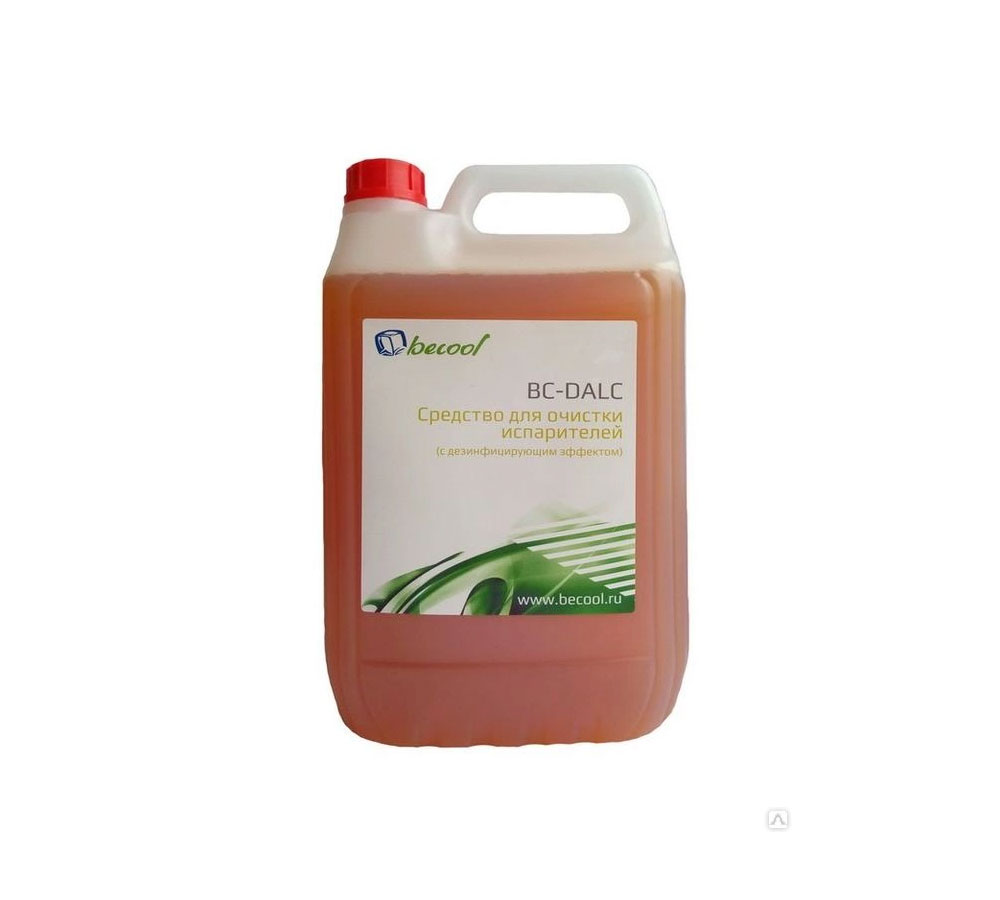 becool
BC-DALC
Средство для очистки
испарителей
(с дезинфицирующим эффектом)
www.becool.ru